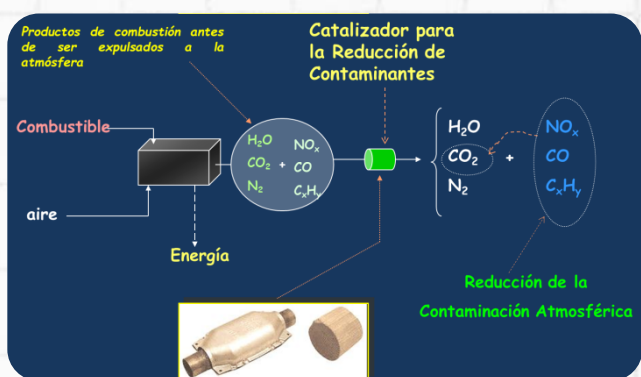 Productos de combustión antes
de ser expulsados a la
atmósfera
Catalizador para
la Reducción de
Contaminantes
Combustible
aire
Energía
H₂O
CO₂ +
N₂
NOₓ
CO
CₓHᵧ
H₂O
CO₂ +
N₂
NOₓ
CO
CₓHᵧ
Reducción de la
Contaminación Atmosférica